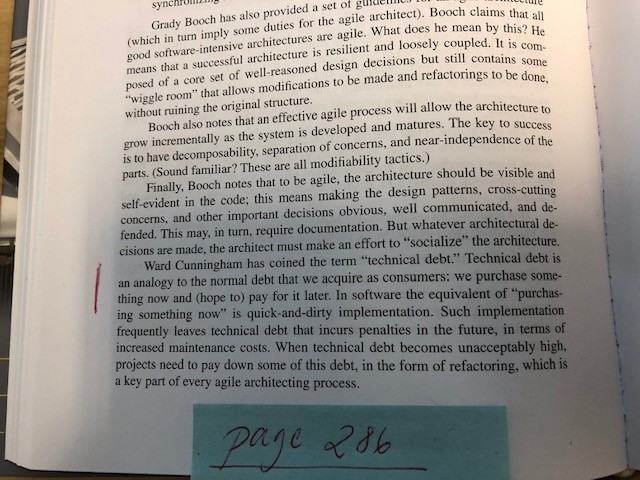 synchronizing
Grady Booch has also provided a set of guidelines for
(which in turn imply some duties for the agile architect). Booch claims that all
good software-intensive architectures are agile. What does he mean by this? He
means that a successful architecture is resilient and loosely coupled. It is com-
posed of a core set of well-reasoned design decisions but still contains some
“wiggle room” that allows modifications to be made and refactorings to be done,
without ruining the original structure.
Booch also notes that an effective agile process will allow the architecture to
grow incrementally as the system is developed and matures. The key to success
is to have decomposability, separation of concerns, and near-independence of the
parts. (Sound familiar? These are all modifiability tactics.)
Finally, Booch notes that to be agile, the architecture should be visible and
self-evident in the code; this means making the design patterns, cross-cutting
concerns, and other important decisions obvious, well communicated, and de-
fended. This may, in turn, require documentation. But whatever architectural de-
cisions are made, the architect must make an effort to “socialize” the architecture.
Ward Cunningham has coined the term “technical debt.” Technical debt is
an analogy to the normal debt that we acquire as consumers: we purchase some-
thing now and (hope to) pay for it later. In software the equivalent of “purchas-
ing something now” is quick-and-dirty implementation. Such implementation
frequently leaves technical debt that incurs penalties in the future, in terms of
increased maintenance costs. When technical debt becomes unacceptably high,
projects need to pay down some of this debt, in the form of refactoring, which is
a key part of every agile architecting process.
page 286